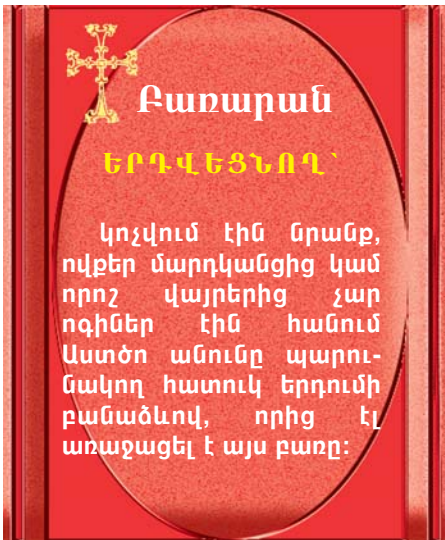 Բառարան
ԵՐԴՎԵՑՆՈՂ՝
կոչվում էին նրանք,
ովքեր մարդկանցից կամ
որոշ վայրերից չար
ոգիներ էին հանում
Աստծո անունը պարու-
նակող հատուկ երդումի
բանաձևով, որից էլ
առաջացել է այս բառը: